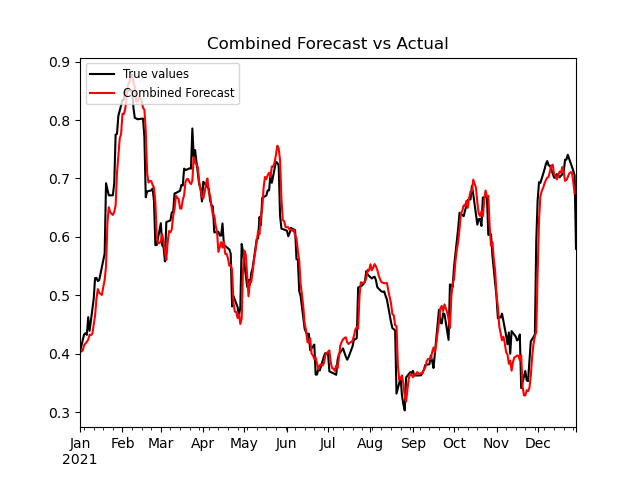 Combined Forecast vs Actual
True values
Combined Forecast
0.9
0.8
0.7
0.6
0.5
0.4
0.3
Jan Feb Mar Apr May Jun Jul Aug Sep Oct Nov Dec
2021